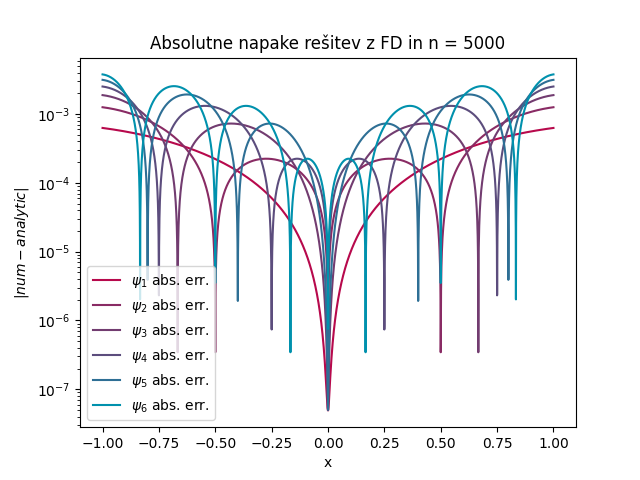 Absolutne napake rešitev z FD in n = 5000
|num − analytic|
10⁻³
10⁻⁴
10⁻⁵
10⁻⁶
10⁻⁷
ψ₁ abs. err.
ψ₂ abs. err.
ψ₃ abs. err.
ψ₄ abs. err.
ψ₅ abs. err.
ψ₆ abs. err.
−1.00 −0.75 −0.50 −0.25 0.00 0.25 0.50 0.75 1.00
x